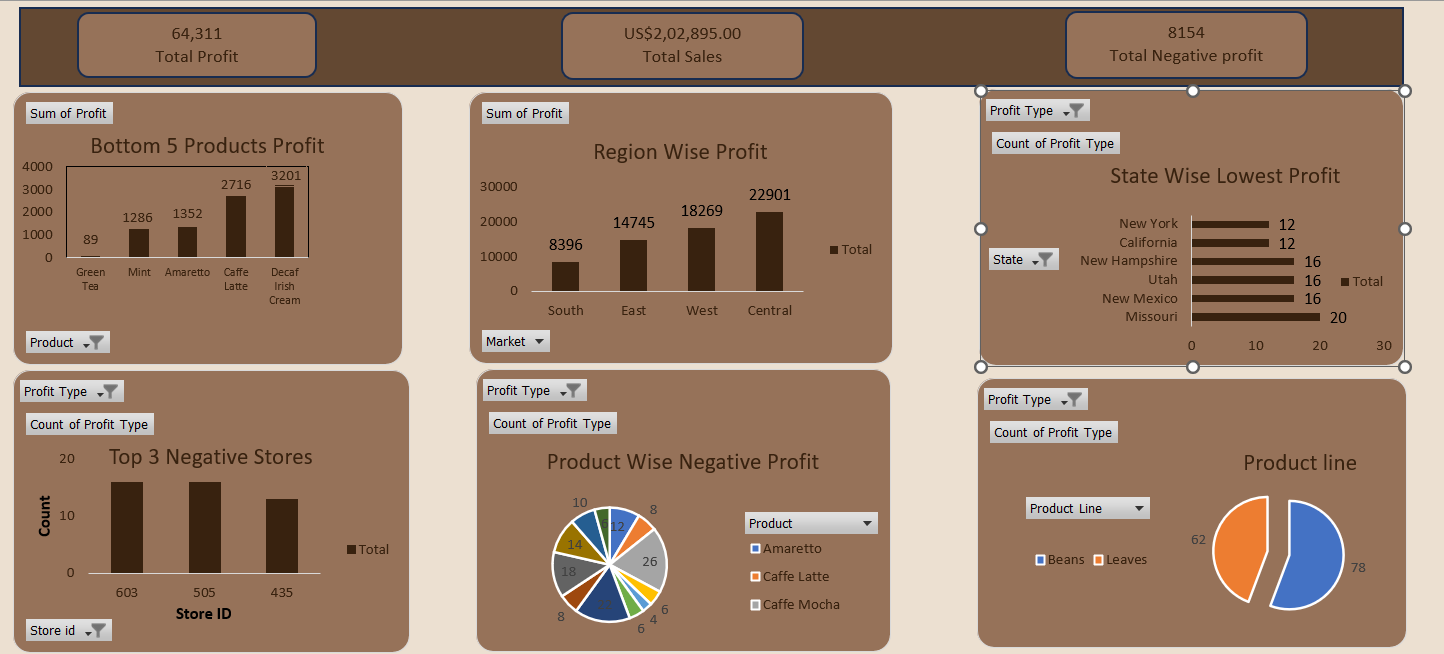 64,311
Total Profit
US$2,02,895.00
Total Sales
8154
Total Negative profit
Sum of Profit
Bottom 5 Products Profit
4000
3000
2000
1000
0
89
1286
1352
2716
3201
Green Tea
Mint
Amaretto
Caffe Latte
Decaf Irish Cream
Product
Sum of Profit
Region Wise Profit
30000
20000
10000
0
8396
14745
18269
22901
South
East
West
Central
Total
Market
Profit Type
Count of Profit Type
State Wise Lowest Profit
State
New York 12
California 12
New Hampshire 16
Utah 16
New Mexico 16
Missouri 20
Total
0 10 20 30
Profit Type
Count of Profit Type
Top 3 Negative Stores
20
10
0
Count
603 505 435
Store ID
Total
Store id
Profit Type
Count of Profit Type
Product Wise Negative Profit
12
8
26
6
4
6
8
18
14
10
6
Product
Amaretto
Caffe Latte
Caffe Mocha
Profit Type
Count of Profit Type
Product line
Product Line
Beans
Leaves
62
78